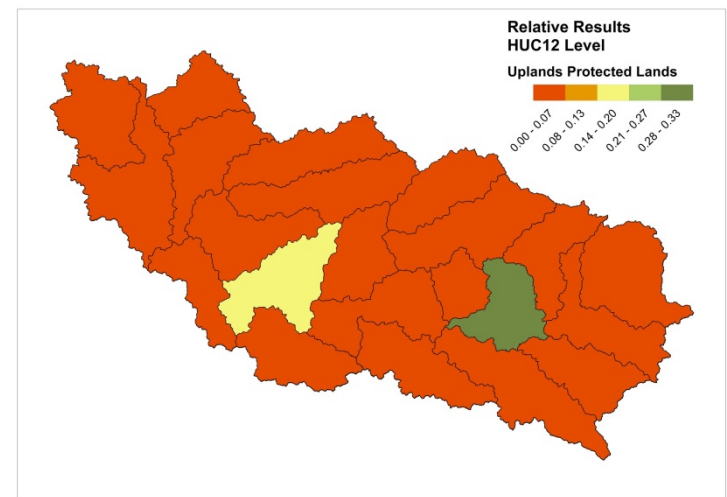 Relative Results
HUC12 Level
Uplands Protected Lands
0.00 - 0.07
0.08 - 0.13
0.14 - 0.20
0.21 - 0.27
0.28 - 0.33